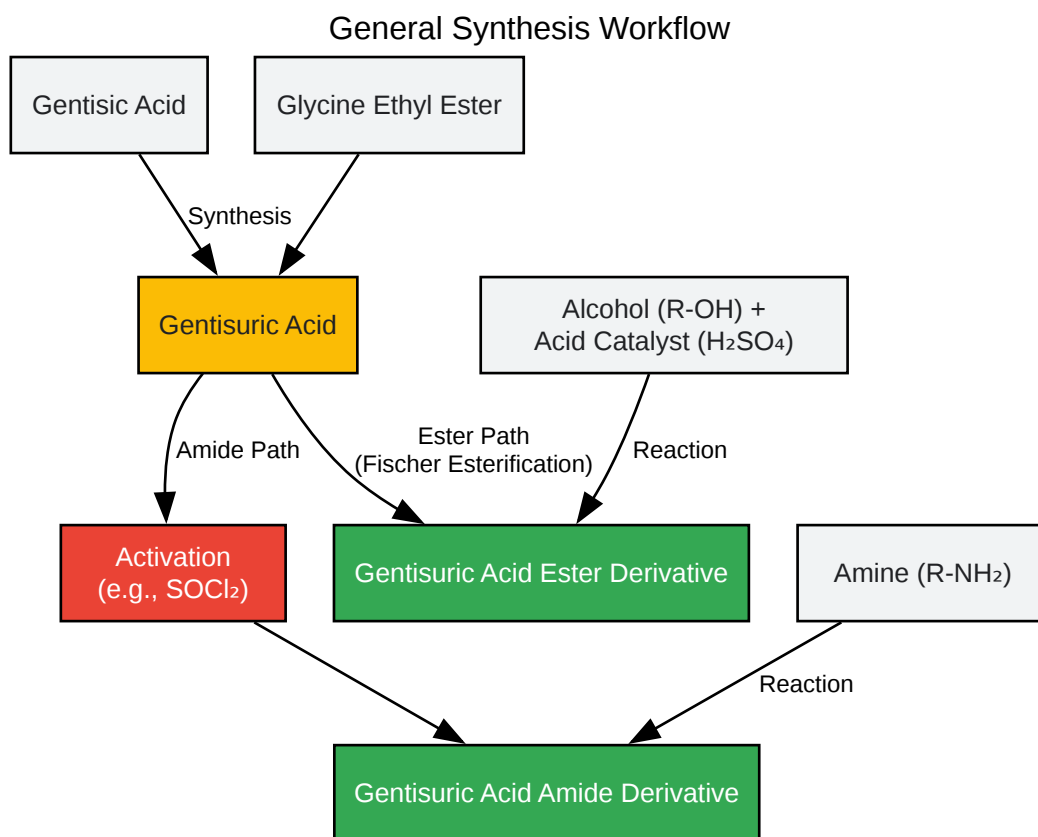 General Synthesis Workflow
Gentisic Acid
Glycine Ethyl Ester
Synthesis
Gentisuric Acid
Alcohol (R-OH) +
Acid Catalyst (H₂SO₄)
Amide Path
Ester Path
(Fischer Esterification)
Reaction
Activation
(e.g., SOCl₂)
Gentisuric Acid Ester Derivative
Amine (R-NH₂)
Reaction
Gentisuric Acid Amide Derivative